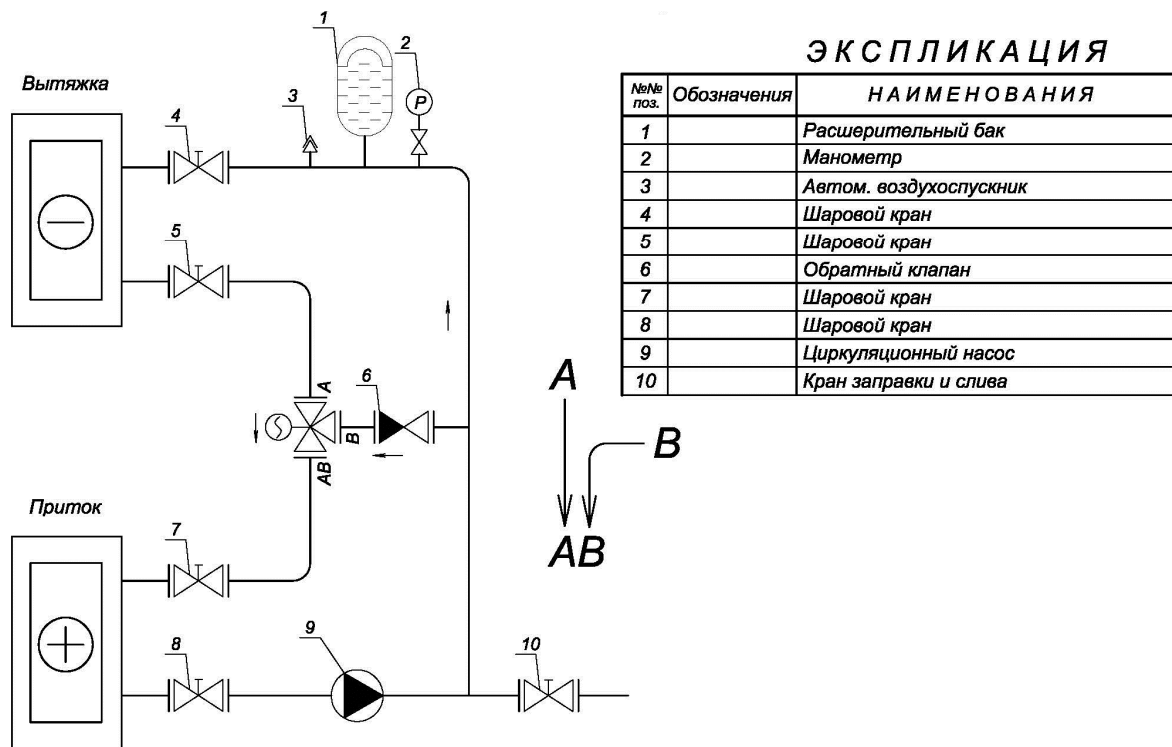 ЭКСПЛИКАЦИЯ
№№ поз. Обозначения НАИМЕНОВАНИЯ
1 Расшерительный бак
2 Манометр
3 Автом. воздухоспускник
4 Шаровой кран
5 Шаровой кран
6 Обратный клапан
7 Шаровой кран
8 Шаровой кран
9 Циркуляционный насос
10 Кран заправки и слива
Вытяжка
1
2
P
3
4
5
A
6
B
AB
Приток
7
8
9
10
A
B
AB